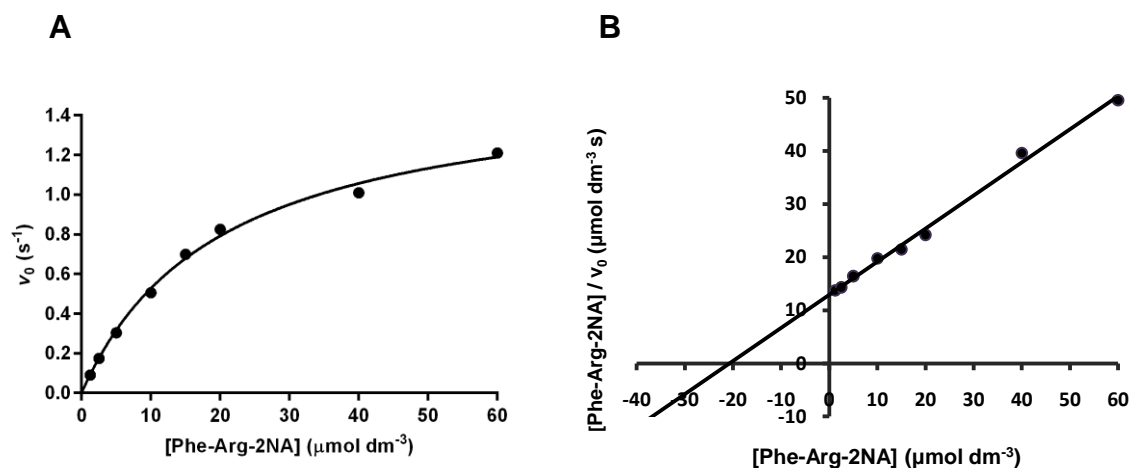 A
B
1.4
1.2
1.0
0.8
0.6
0.4
0.2
0.0
0 10 20 30 40 50 60
v₀ (s⁻¹)
[Phe-Arg-2NA] (μmol dm⁻³)
50
40
30
20
10
0
-10
-40 -30 -20 -10 0 10 20 30 40 50 60
[Phe-Arg-2NA] / v₀ (μmol dm⁻³ s)
[Phe-Arg-2NA] (μmol dm⁻³)